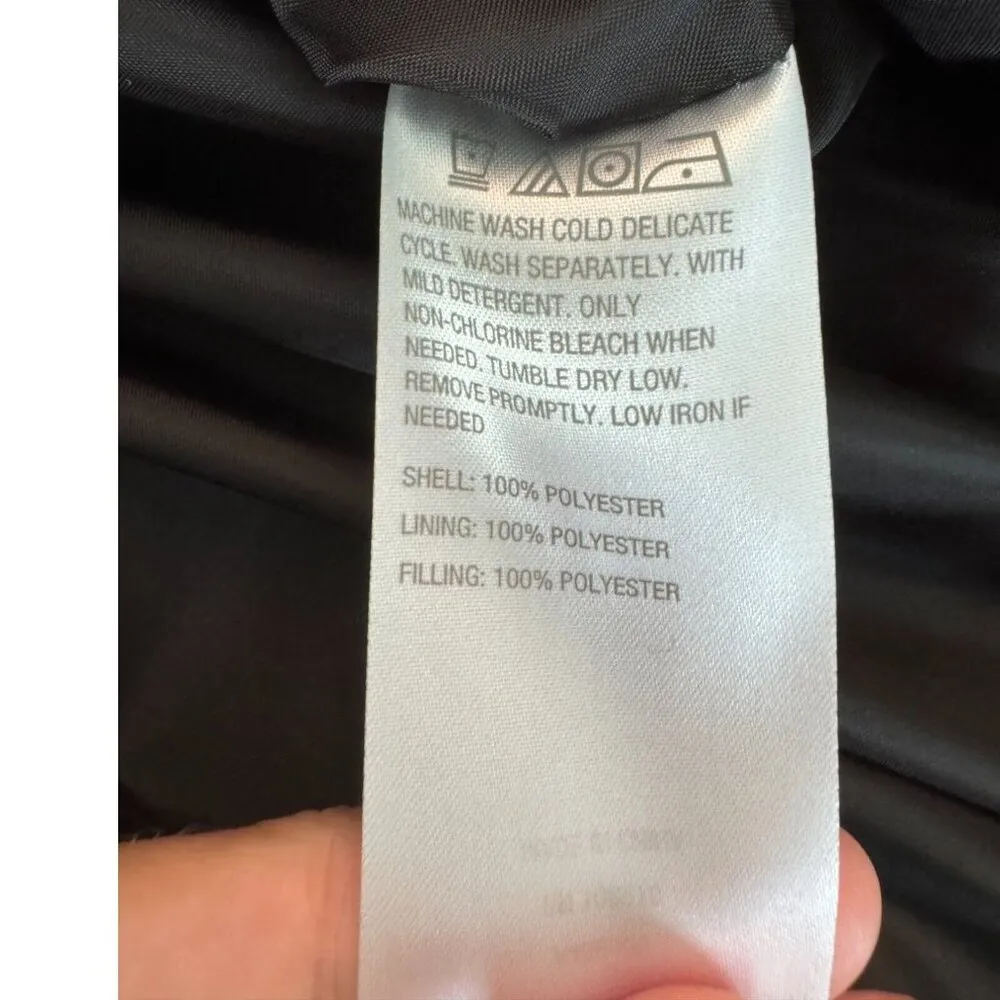 MACHINE WASH COLD DELICATE
CYCLE. WASH SEPARATELY. WITH
MILD DETERGENT. ONLY
NON-CHLORINE BLEACH WHEN
NEEDED. TUMBLE DRY LOW.
REMOVE PROMPTLY. LOW IRON IF
NEEDED
SHELL: 100% POLYESTER
LINING: 100% POLYESTER
FILLING: 100% POLYESTER